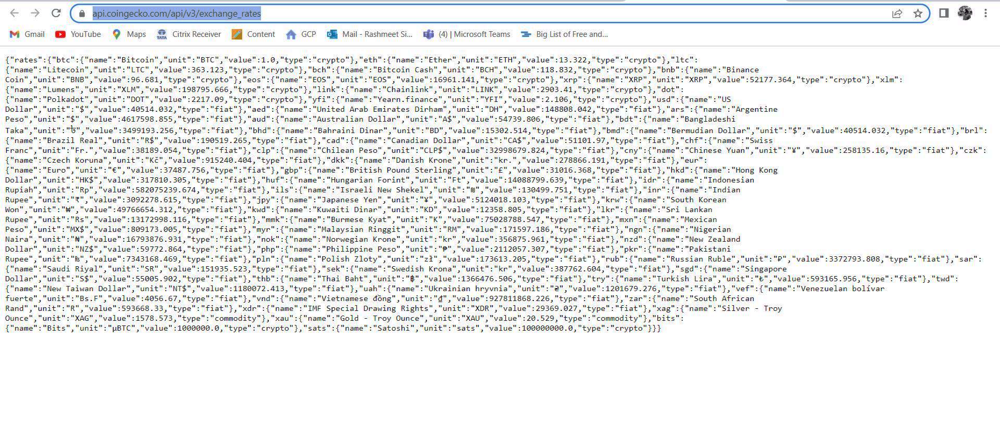 api.coingecko.com/api/v3/exchange_rates
Gmail YouTube Maps TATA Citrix Receiver Content GCP Mail - Rashmeet Si... (4) | Microsoft Teams Big List of Free and...
{"rates":{"btc":{"name":"Bitcoin","unit":"BTC","value":1.0,"type":"crypto"},"eth":{"name":"Ether","unit":"ETH","value":13.322,"type":"crypto"},"ltc":
{"name":"Litecoin","unit":"LTC","value":363.123,"type":"crypto"},"bch":{"name":"Bitcoin Cash","unit":"BCH","value":118.832,"type":"crypto"},"bnb":{"name":"Binance
Coin","unit":"BNB","value":96.681,"type":"crypto"},"eos":{"name":"EOS","unit":"EOS","value":16961.141,"type":"crypto"},"xrp":{"name":"XRP","unit":"XRP","value":52177.364,"type":"crypto"},"xlm":
{"name":"Lumens","unit":"XLM","value":198795.666,"type":"crypto"},"link":{"name":"Chainlink","unit":"LINK","value":2903.41,"type":"crypto"},"dot":
{"name":"Polkadot","unit":"DOT","value":2217.09,"type":"crypto"},"yfi":{"name":"Yearn.finance","unit":"YFI","value":2.106,"type":"crypto"},"usd":{"name":"US
Dollar","unit":"$","value":40514.032,"type":"fiat"},"aed":{"name":"United Arab Emirates Dirham","unit":"DH","value":148808.042,"type":"fiat"},"ars":{"name":"Argentine
Peso","unit":"$","value":4617598.855,"type":"fiat"},"aud":{"name":"Australian Dollar","unit":"A$","value":54739.806,"type":"fiat"},"bdt":{"name":"Bangladeshi
Taka","unit":"৳","value":3499193.256,"type":"fiat"},"bhd":{"name":"Bahraini Dinar","unit":"BD","value":15302.514,"type":"fiat"},"bmd":{"name":"Bermudian Dollar","unit":"$","value":40514.032,"type":"fiat"},"brl":
{"name":"Brazil Real","unit":"R$","value":190519.265,"type":"fiat"},"cad":{"name":"Canadian Dollar","unit":"CA$","value":51101.97,"type":"fiat"},"chf":{"name":"Swiss
Franc","unit":"Fr.","value":38189.054,"type":"fiat"},"clp":{"name":"Chilean Peso","unit":"CLP$","value":32998679.824,"type":"fiat"},"cny":{"name":"Chinese Yuan","unit":"¥","value":258135.16,"type":"fiat"},"czk":
{"name":"Czech Koruna","unit":"Kč","value":915240.404,"type":"fiat"},"dkk":{"name":"Danish Krone","unit":"kr.","value":278866.191,"type":"fiat"},"eur":
{"name":"Euro","unit":"€","value":37487.756,"type":"fiat"},"gbp":{"name":"British Pound Sterling","unit":"£","value":31016.368,"type":"fiat"},"hkd":{"name":"Hong Kong
Dollar","unit":"HK$","value":317810.305,"type":"fiat"},"huf":{"name":"Hungarian Forint","unit":"Ft","value":14088799.639,"type":"fiat"},"idr":{"name":"Indonesian
Rupiah","unit":"Rp","value":582075239.674,"type":"fiat"},"ils":{"name":"Israeli New Shekel","unit":"₪","value":130499.751,"type":"fiat"},"inr":{"name":"Indian
Rupee","unit":"₹","value":3092278.615,"type":"fiat"},"jpy":{"name":"Japanese Yen","unit":"¥","value":5124018.103,"type":"fiat"},"krw":{"name":"South Korean
Won","unit":"₩","value":49766654.312,"type":"fiat"},"kwd":{"name":"Kuwaiti Dinar","unit":"KD","value":12358.805,"type":"fiat"},"lkr":{"name":"Sri Lankan
Rupee","unit":"Rs","value":13172998.116,"type":"fiat"},"mmk":{"name":"Burmese Kyat","unit":"K","value":75028788.547,"type":"fiat"},"mxn":{"name":"Mexican
Peso","unit":"MX$","value":809173.005,"type":"fiat"},"myr":{"name":"Malaysian Ringgit","unit":"RM","value":171597.186,"type":"fiat"},"ngn":{"name":"Nigerian
Naira","unit":"₦","value":16793876.931,"type":"fiat"},"nok":{"name":"Norwegian Krone","unit":"kr","value":356875.961,"type":"fiat"},"nzd":{"name":"New Zealand
Dollar","unit":"NZ$","value":59772.864,"type":"fiat"},"php":{"name":"Philippine Peso","unit":"₱","value":2112057.307,"type":"fiat"},"pkr":{"name":"Pakistani
Rupee","unit":"₨","value":7343168.469,"type":"fiat"},"pln":{"name":"Polish Zloty","unit":"zł","value":173613.205,"type":"fiat"},"rub":{"name":"Russian Ruble","unit":"₽","value":3372793.808,"type":"fiat"},"sar":
{"name":"Saudi Riyal","unit":"SR","value":151935.523,"type":"fiat"},"sek":{"name":"Swedish Krona","unit":"kr","value":387762.604,"type":"fiat"},"sgd":{"name":"Singapore
Dollar","unit":"S$","value":55005.902,"type":"fiat"},"thb":{"name":"Thai Baht","unit":"฿","value":1366476.506,"type":"fiat"},"try":{"name":"Turkish Lira","unit":"₺","value":593165.956,"type":"fiat"},"twd":
{"name":"New Taiwan Dollar","unit":"NT$","value":1180072.413,"type":"fiat"},"uah":{"name":"Ukrainian hryvnia","unit":"₴","value":1201679.276,"type":"fiat"},"vef":{"name":"Venezuelan bolívar
fuerte","unit":"Bs.F","value":4056.67,"type":"fiat"},"vnd":{"name":"Vietnamese đồng","unit":"₫","value":927811868.226,"type":"fiat"},"zar":{"name":"South African
Rand","unit":"R","value":593668.33,"type":"fiat"},"xdr":{"name":"IMF Special Drawing Rights","unit":"XDR","value":29369.027,"type":"fiat"},"xag":{"name":"Silver - Troy
Ounce","unit":"XAG","value":1578.573,"type":"commodity"},"xau":{"name":"Gold - Troy Ounce","unit":"XAU","value":20.529,"type":"commodity"},"bits":
{"name":"Bits","unit":"μBTC","value":1000000.0,"type":"crypto"},"sats":{"name":"Satoshi","unit":"sats","value":100000000.0,"type":"crypto"}}}